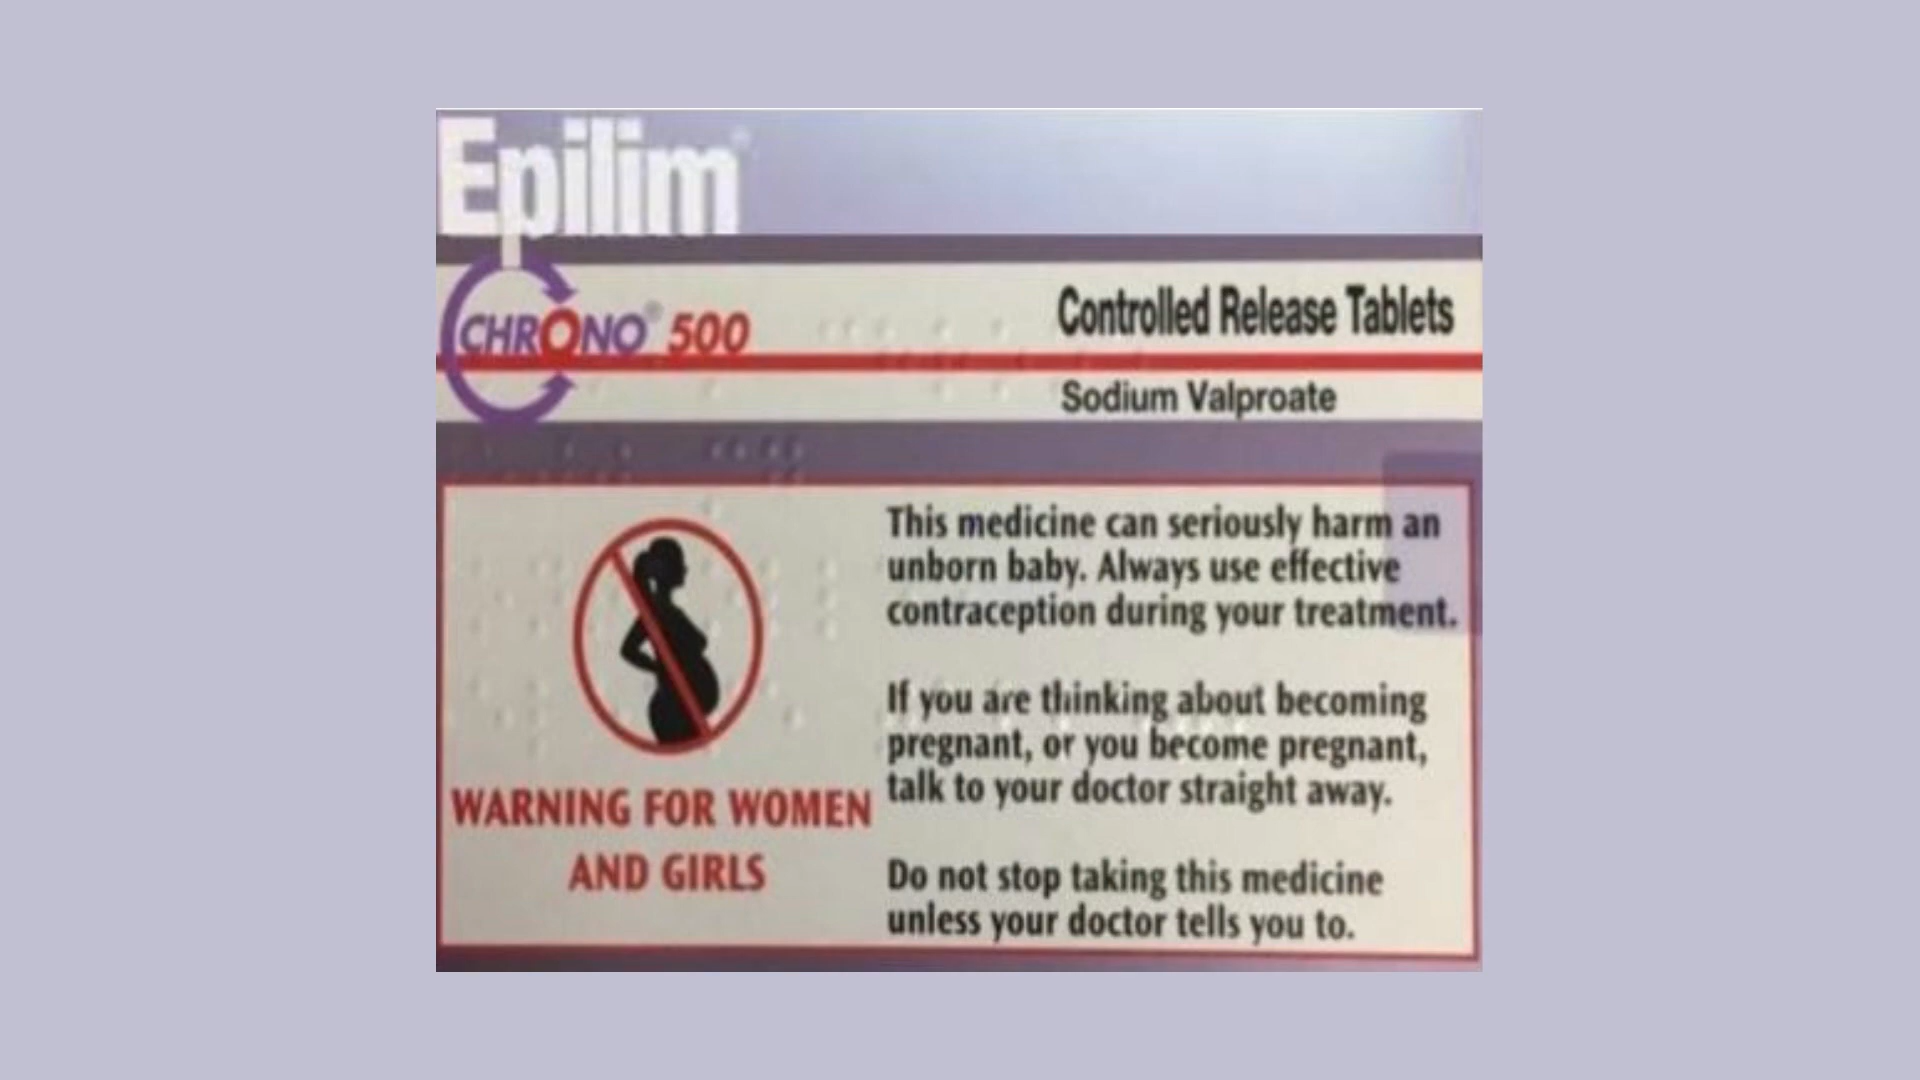 Epilim®
CHRONO® 500
Controlled Release Tablets
Sodium Valproate
WARNING FOR WOMEN
AND GIRLS
This medicine can seriously harm an
unborn baby. Always use effective
contraception during your treatment.
If you are thinking about becoming
pregnant, or you become pregnant,
talk to your doctor straight away.
Do not stop taking this medicine
unless your doctor tells you to.